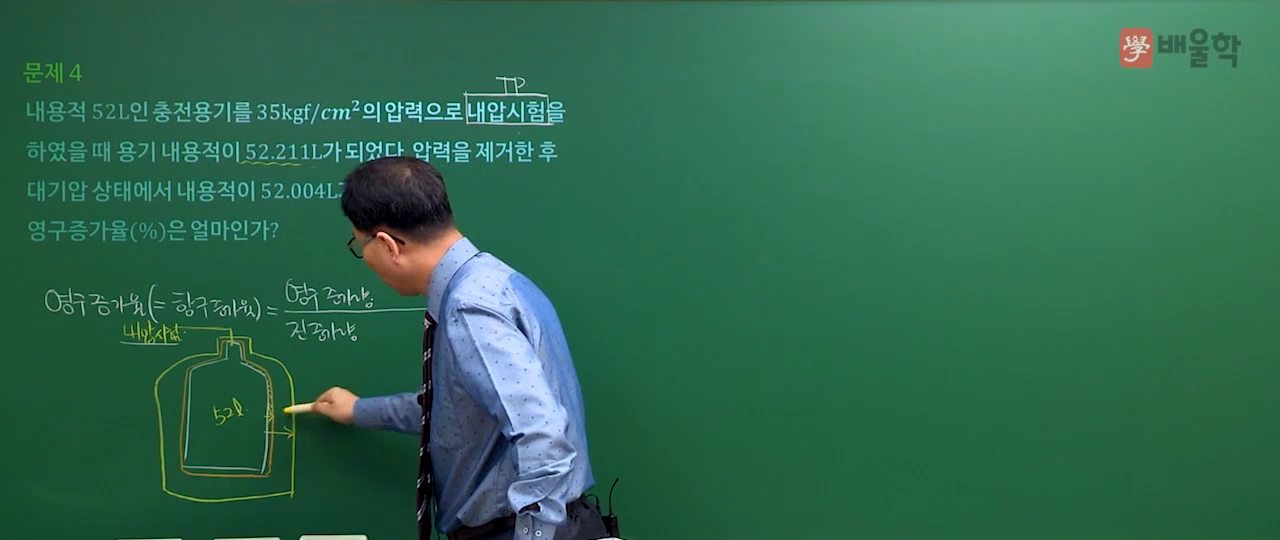 學 배울학
문제 4
TP
내용적 52L인 충전용기를 35kgf/cm²의 압력으로 내압시험을
하였을 때 용기 내용적이 52.211L가 되었다. 압력을 제거한 후
대기압 상태에서 내용적이 52.004L
영구증가율(%)은 얼마인가?
영구증가율(= 항구증가율) = 영구 증가량
전증가량
내압시험
52ℓ